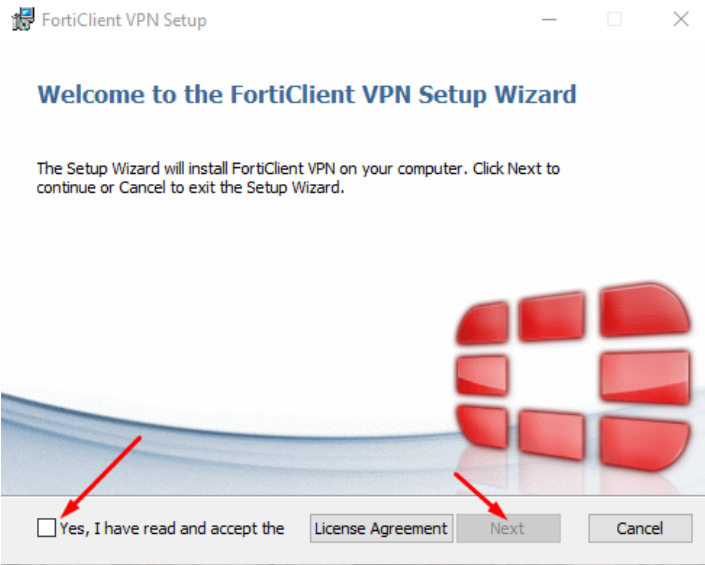 FortiClient VPN Setup
Welcome to the FortiClient VPN Setup Wizard
The Setup Wizard will install FortiClient VPN on your computer. Click Next to
continue or Cancel to exit the Setup Wizard.
Yes, I have read and accept the License Agreement Next Cancel